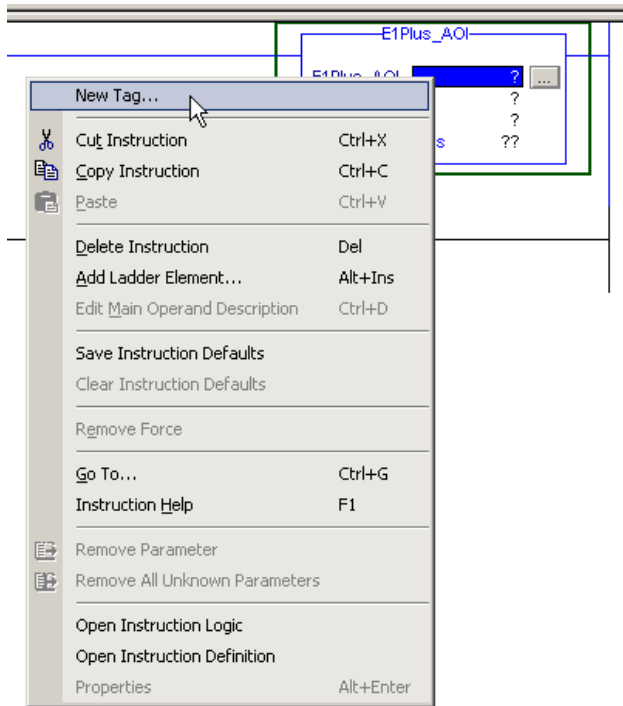 E1Plus_AOI
E1Plus_AOI ? ...
New Tag...
?
?
Cut Instruction Ctrl+X
s ??
Copy Instruction Ctrl+C
Paste Ctrl+V
Delete Instruction Del
Add Ladder Element... Alt+Ins
Edit Main Operand Description Ctrl+D
Save Instruction Defaults
Clear Instruction Defaults
Remove Force
Go To... Ctrl+G
Instruction Help F1
Remove Parameter
Remove All Unknown Parameters
Open Instruction Logic
Open Instruction Definition
Properties Alt+Enter